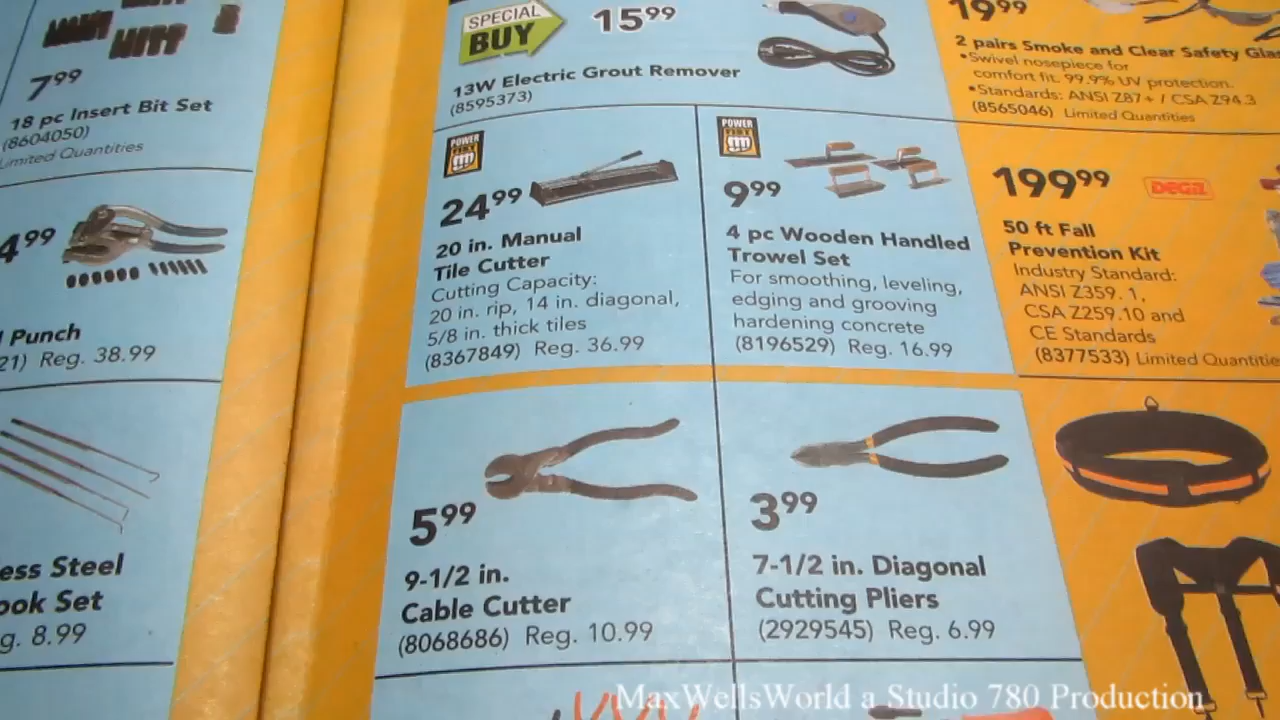 7.99
18 pc Insert Bit Set
(8604050)
Limited Quantities
4.99
Punch
21) Reg. 38.99
ess Steel
ook Set
g. 8.99
SPECIAL
BUY
15.99
13W Electric Grout Remover
(8595373)
POWER
FIST
24.99
20 in. Manual
Tile Cutter
Cutting Capacity:
20 in. rip, 14 in. diagonal,
5/8 in. thick tiles
(8367849) Reg. 36.99
POWER
FIST
9.99
4 pc Wooden Handled
Trowel Set
For smoothing, leveling,
edging and grooving
hardening concrete
(8196529) Reg. 16.99
5.99
9-1/2 in.
Cable Cutter
(8068686) Reg. 10.99
3.99
7-1/2 in. Diagonal
Cutting Pliers
(2929545) Reg. 6.99
19.99
2 pairs Smoke and Clear Safety Glas
•Swivel nosepiece for
comfort fit. 99.9% UV protection.
•Standards: ANSI Z87+ / CSA Z94.3
(8565046) Limited Quantities
199.99 DEGIL
50 ft Fall
Prevention Kit
Industry Standard:
ANSI Z359. 1,
CSA Z259.10 and
CE Standards
(8377533) Limited Quantitie
MaxWellsWorld a Studio 780 Production